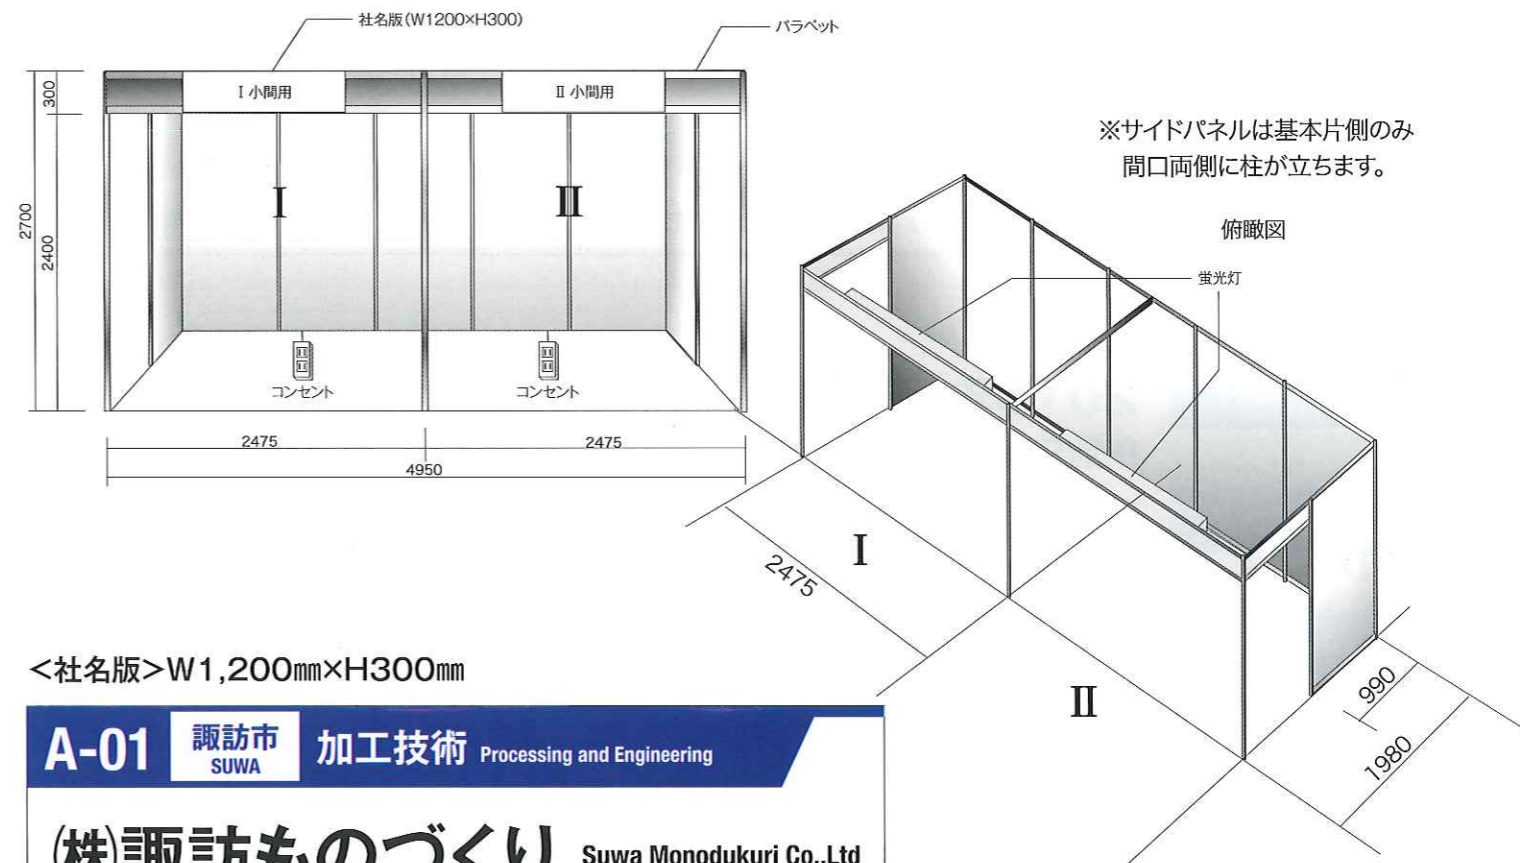 社名版(W1200×H300)
パラペット
I 小間用
II 小間用
300
2700
2400
I
II
コンセント
コンセント
2475
2475
4950
※サイドパネルは基本片側のみ
間口両側に柱が立ちます。
俯瞰図
蛍光灯
I
2475
II
990
1980
<社名版>W1,200㎜×H300㎜
A-01 諏訪市 SUWA 加工技術 Processing and Engineering
(株)諏訪ものづくり Suwa Monodukuri Co.,Ltd